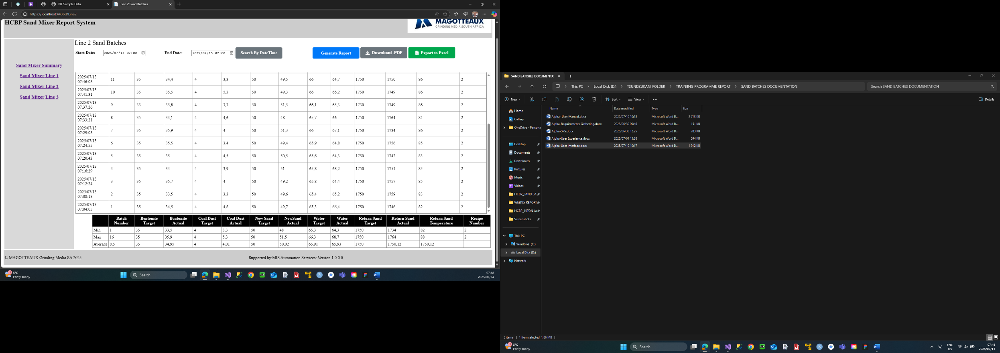 PIT Sample Data
Line 2 Sand Batches
https://localhost:44360/Line2
HCBP Sand Mixer Report System
MAGOTTEAUX
GRINDING MEDIA SOUTH AFRICA
Sand Mixer Summary
Sand Mixer Line 1
Sand Mixer Line 2
Sand Mixer Line 3
Line 2 Sand Batches
Start Date: 2025/07/13 07:00 End Date: 2025/07/15 07:00 Search By DateTime Generate Report Download .PDF Export to Excel
2025/07/13 07:46:08 11 35 34,4 4 3,3 50 49,5 66 64,7 1750 1750 86 2
2025/07/13 07:41:31 10 35 35,5 4 5,3 50 49,3 66 66,2 1750 1749 86 2
2025/07/13 07:37:26 9 35 35,8 4 3,3 50 51,5 66,1 65,3 1750 1749 86 2
2025/07/13 07:33:21 8 35 34,1 4 4,6 50 48 65,7 66 1750 1764 84 2
2025/07/13 07:29:08 7 35 35,9 4 4 50 51,3 66 67,1 1750 1734 86 2
2025/07/13 07:24:55 6 35 35,5 4 3,4 50 49,4 65,9 64,8 1750 1756 85 2
2025/07/13 07:20:43 5 35 35 4 4,5 50 50,5 65,6 64,3 1750 1742 83 2
2025/07/13 07:16:29 4 35 34 4 3,9 50 51 65,8 68,2 1750 1751 85 2
2025/07/13 07:12:24 3 35 35,7 4 4 50 49,2 65,8 64,4 1750 1757 85 2
2025/07/13 07:08:18 2 35 33,5 4 3,3 50 49,6 65,4 65,2 1750 1759 83 2
2025/07/13 07:04:05 1 35 34,5 4 4,8 50 49,7 65,3 66,4 1750 1746 82 2
Batch Number Bentonite Target Bentonite Actual Coal Dust Target Coal Dust Actual New Sand Target NewSand Actual Water Target Water Actual Return Sand Target Return Sand Actual Return Sand Temperature Recipe Number
Min 1 35 33,5 4 3,3 50 48 65,3 64,3 1750 1734 82 2
Max 16 35 35,9 4 5,3 50 51,5 66,3 68,7 1750 1764 88 2
Average 8,5 35 34,95 4 4,01 50 50,02 65,91 65,93 1750 1750,12 1750,12
© MAGOTTEAUX Grinding Media SA 2025 Supported by:MIS Automation Services: Version 1.0.0.0
1 5°C
Partly sunny
Search
07:48
2025/07/14
SAND BATCHES DOCUMENTA
This PC > Local Disk (D:) > TSUNDZUKANI FOLDER > TRAINIING PROGRAMME REPORT > SAND BATCHES DOCUMENTATION
Search SAND BATCHES DOCUMENTATION
New Sort View Details
Name Date modified Type Size
Alpha- User Manual.docx 2025/07/10 10:18 Microsoft Word D... 2 713 KB
Alpha-Requirements Gathering.docx 2025/06/30 09:46 Microsoft Word D... 151 KB
Alpha-SRS.docx 2025/06/30 12:25 Microsoft Word D... 783 KB
Alpha-User Experience.docx 2025/07/01 15:38 Microsoft Word D... 594 KB
Alpha-User Interface.docx 2025/07/10 10:17 Microsoft Word D... 1 912 KB
Home
Gallery
OneDrive - Persona
Desktop
Documents
Downloads
Pictures
Music
Videos
HCBP_SAND BA
WEEKLY REPORT
HCBP_15TON Au
Screenshots
This PC
Windows (C:)
Local Disk (D:)
Network
5 items 1 item selected 1,86 MB
1 5°C
Partly sunny
Search
ENG
US
07:48
2025/07/14